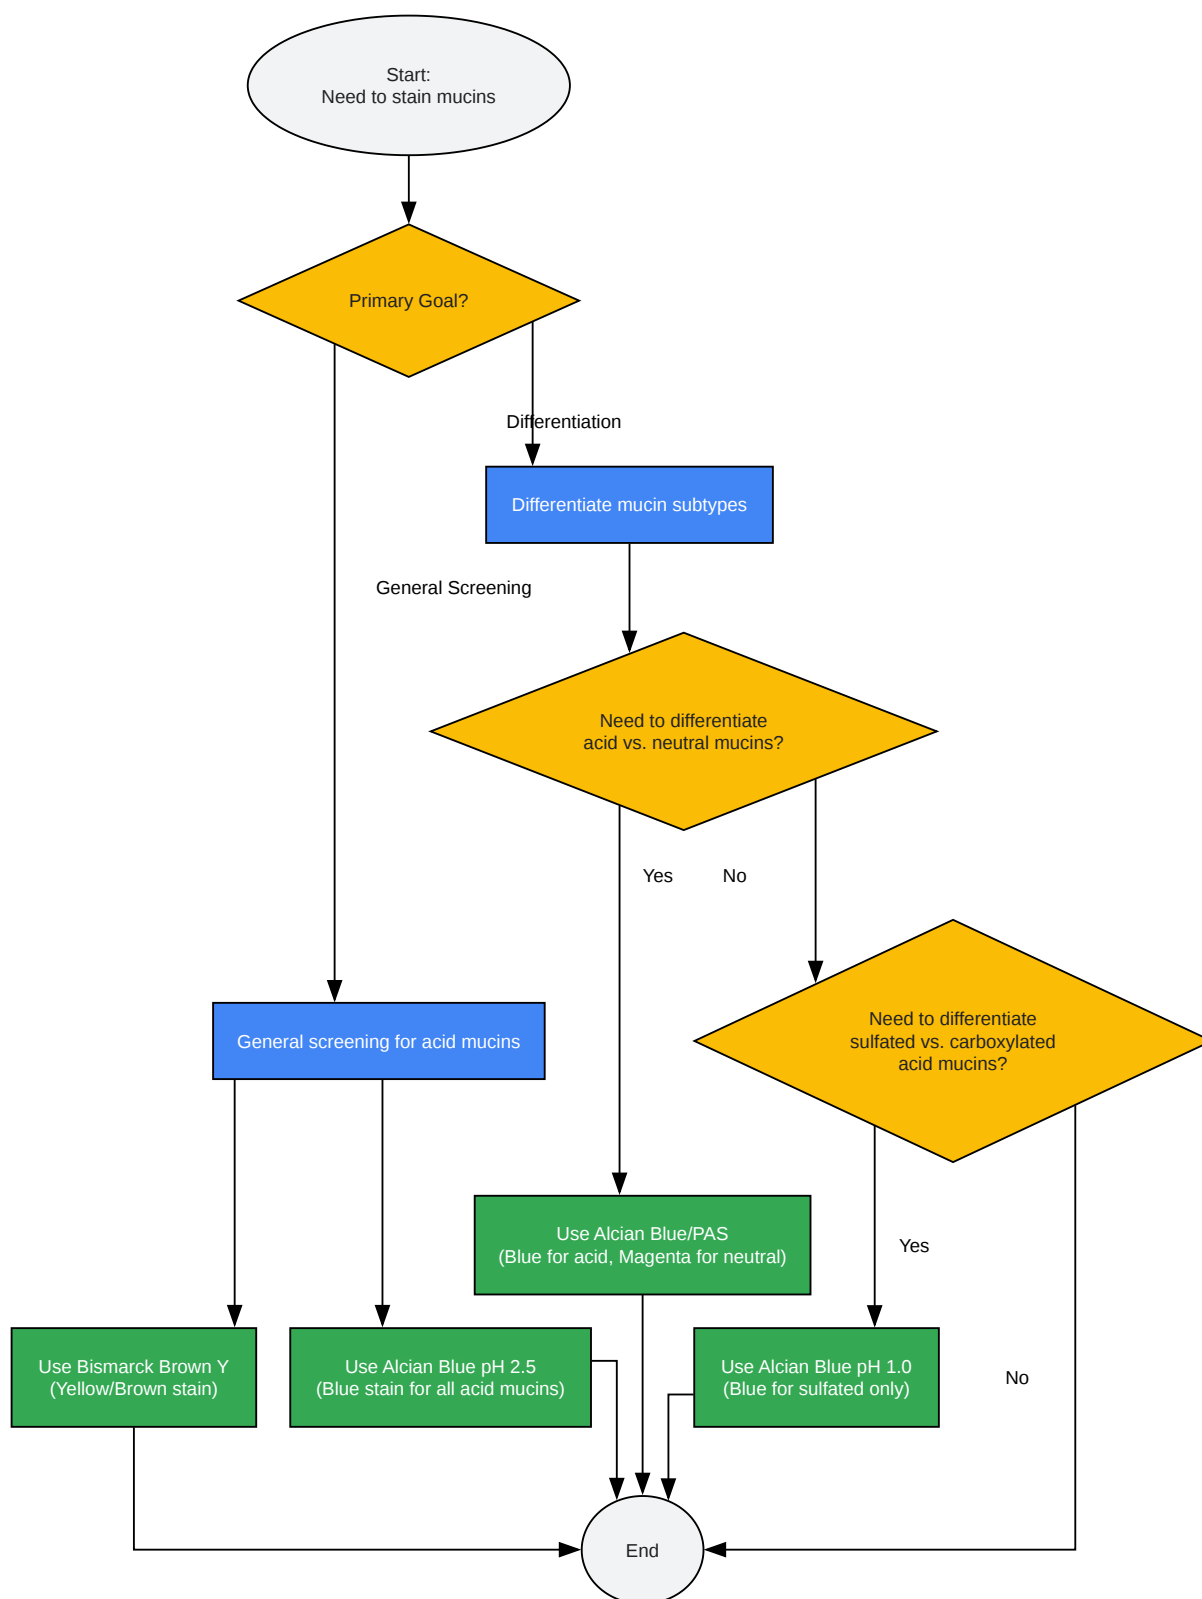 Start:
Need to stain mucins
Primary Goal?
Differentiation
Differentiate mucin subtypes
General Screening
Need to differentiate
acid vs. neutral mucins?
Yes
No
Need to differentiate
sulfated vs. carboxylated
acid mucins?
General screening for acid mucins
Use Alcian Blue/PAS
(Blue for acid, Magenta for neutral)
Yes
Use Bismarck Brown Y
(Yellow/Brown stain)
Use Alcian Blue pH 2.5
(Blue stain for all acid mucins)
Use Alcian Blue pH 1.0
(Blue for sulfated only)
No
End